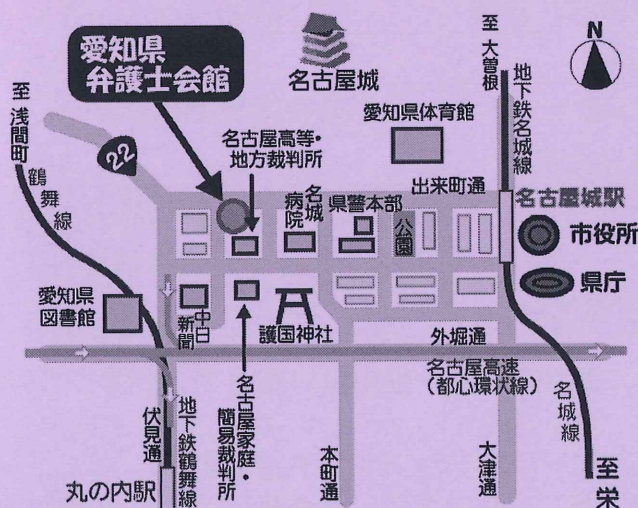 愛知県
弁護士会館
名古屋城
N
至 大曽根
地下鉄名城線
至 浅間町
鶴舞線
22
名古屋高等・
地方裁判所
愛知県体育館
出来町通
名古屋城駅
名城
病院
県警本部
公園
市役所
県庁
愛知県
図書館
中日
新聞
護国神社
外堀通
名古屋高速
(都心環状線)
名古屋家庭・
簡易裁判所
伏見通
地下鉄鶴舞線
本町通
大津通
名城線
至 栄
丸の内駅